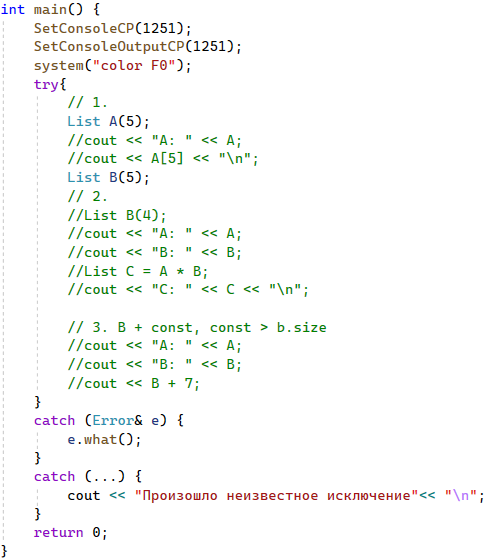 int main() {
    SetConsoleCP(1251);
    SetConsoleOutputCP(1251);
    system("color F0");
    try{
        // 1.
        List A(5);
        //cout << "A: " << A;
        //cout << A[5] << "\n";
        List B(5);
        // 2.
        //List B(4);
        //cout << "A: " << A;
        //cout << "B: " << B;
        //List C = A * B;
        //cout << "C: " << C << "\n";

        // 3. B + const, const > b.size
        //cout << "A: " << A;
        //cout << "B: " << B;
        //cout << B + 7;
    }
    catch (Error& e) {
        e.what();
    }
    catch (...) {
        cout << "Произошло неизвестное исключение"<< "\n";
    }
    return 0;
}